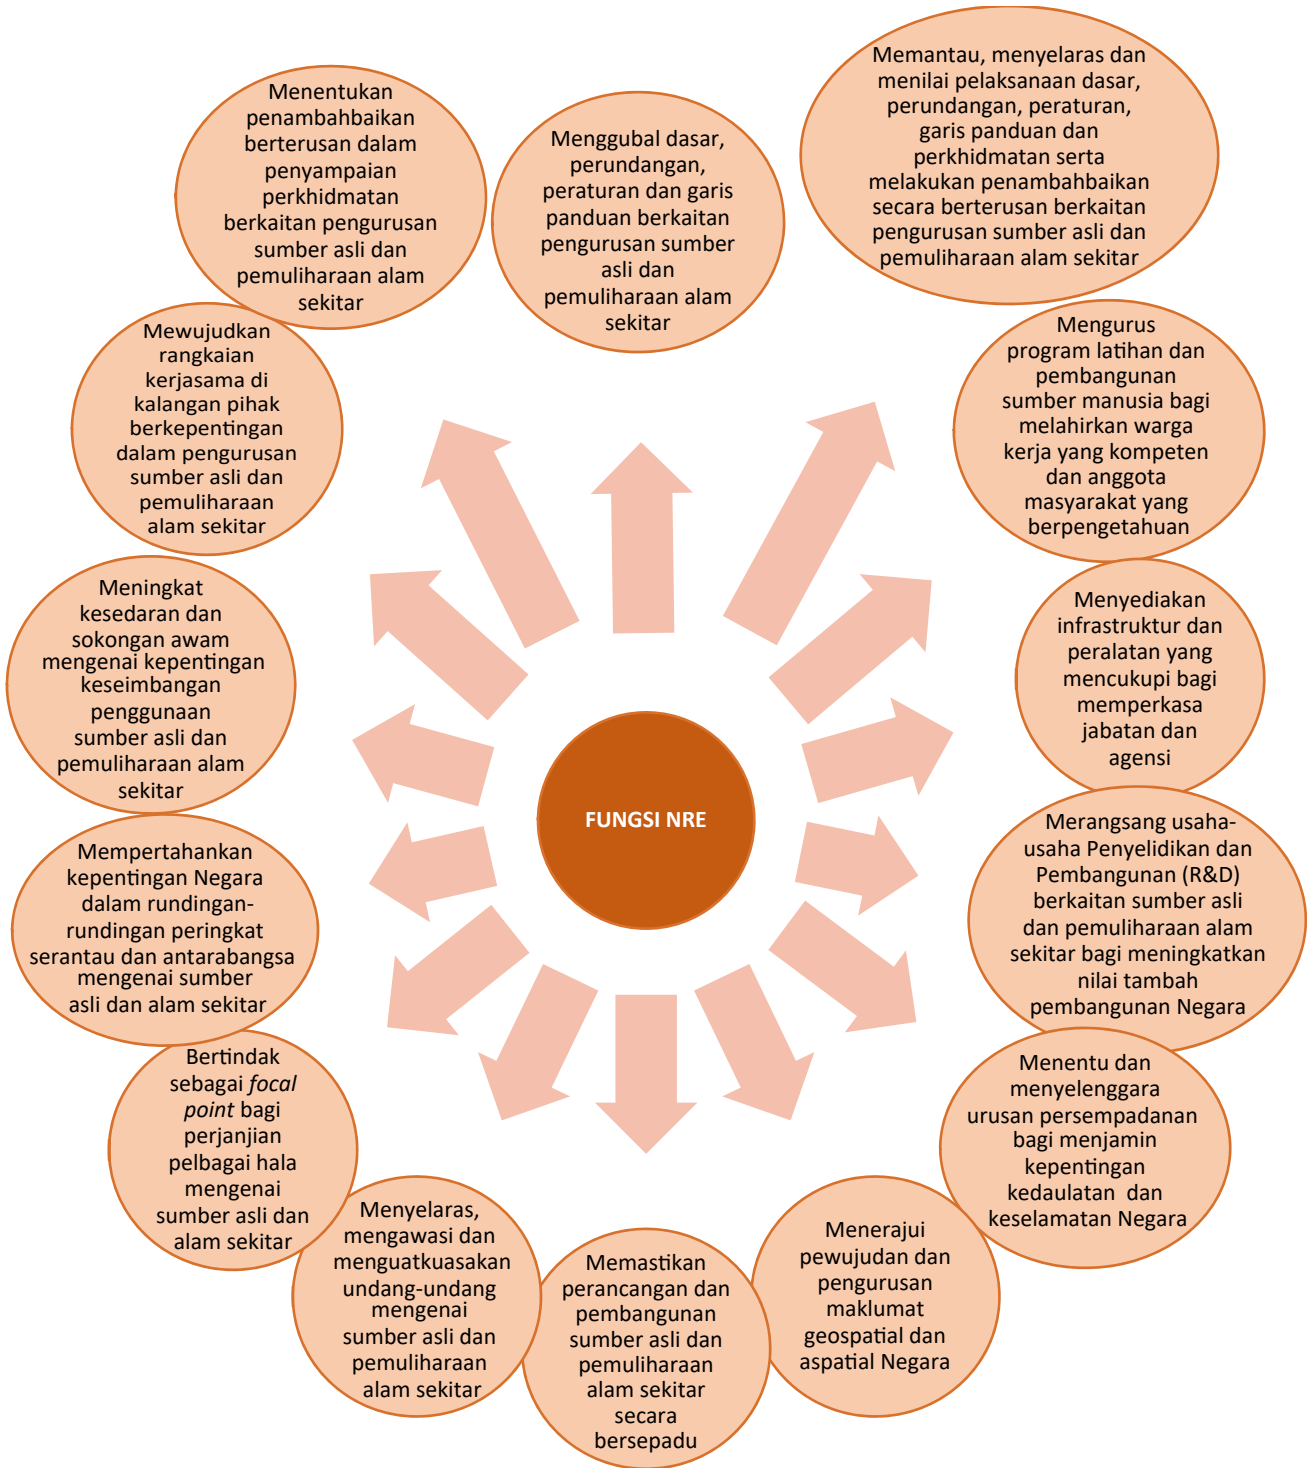 Menggubal dasar,
perundangan,
peraturan dan garis
panduan berkaitan
pengurusan sumber
asli dan
pemuliharaan alam
sekitar
Memantau, menyelaras dan
menilai pelaksanaan dasar,
perundangan, peraturan,
garis panduan dan
perkhidmatan serta
melakukan penambahbaikan
secara berterusan berkaitan
pengurusan sumber asli dan
pemuliharaan alam sekitar
Mengurus
program latihan dan
pembangunan
sumber manusia bagi
melahirkan warga
kerja yang kompeten
dan anggota
masyarakat yang
berpengetahuan
Menyediakan
infrastruktur dan
peralatan yang
mencukupi bagi
memperkasa
jabatan dan
agensi
Merangsang usaha-
usaha Penyelidikan dan
Pembangunan (R&D)
berkaitan sumber asli
dan pemuliharaan alam
sekitar bagi meningkatkan
nilai tambah
pembangunan Negara
Menentu dan
menyelenggara
urusan persempadanan
bagi menjamin
kepentingan
kedaulatan dan
keselamatan Negara
Menerajui
pewujudan dan
pengurusan
maklumat
geospatial dan
aspatial Negara
Memastikan
perancangan dan
pembangunan
sumber asli dan
pemuliharaan
alam sekitar
secara
bersepadu
Menyelaras,
mengawasi dan
menguatkuasakan
undang-undang
mengenai
sumber asli dan
pemuliharaan
alam sekitar
Bertindak
sebagai focal
point bagi
perjanjian
pelbagai hala
mengenai
sumber asli dan
alam sekitar
Mempertahankan
kepentingan Negara
dalam rundingan-
rundingan peringkat
serantau dan antarabangsa
mengenai sumber
asli dan alam sekitar
Meningkat
kesedaran dan
sokongan awam
mengenai kepentingan
keseimbangan
penggunaan
sumber asli dan
pemuliharaan alam
sekitar
Mewujudkan
rangkaian
kerjasama di
kalangan pihak
berkepentingan
dalam pengurusan
sumber asli dan
pemuliharaan
alam sekitar
Menentukan
penambahbaikan
berterusan dalam
penyampaian
perkhidmatan
berkaitan pengurusan
sumber asli dan
pemuliharaan alam
sekitar
FUNGSI NRE